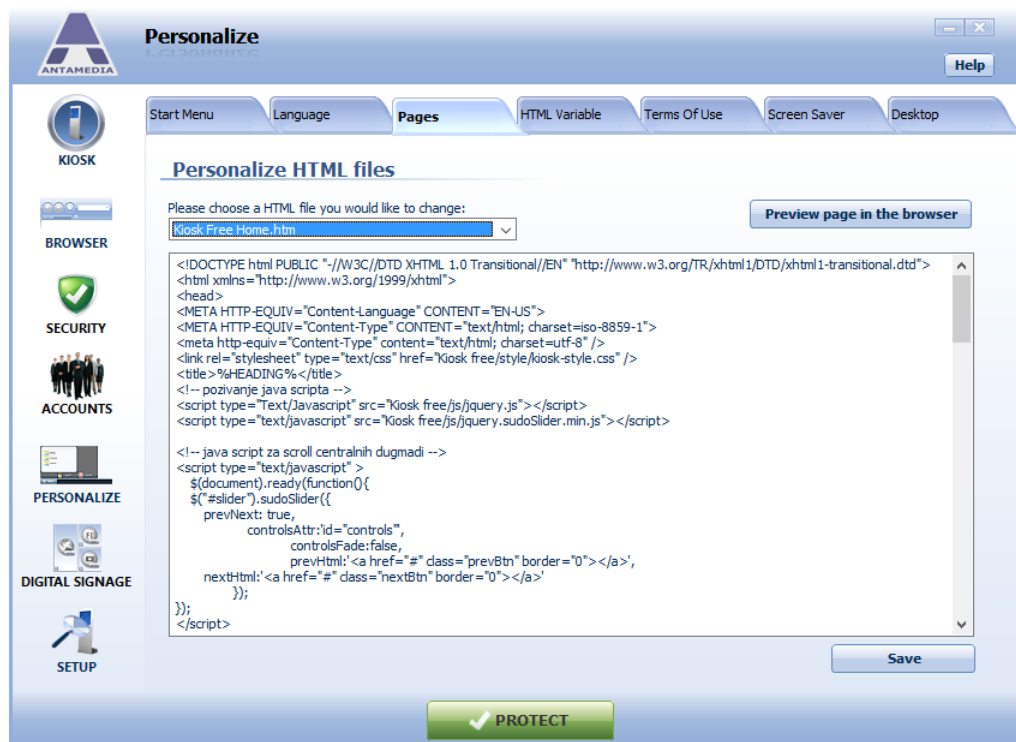 ANTAMEDIA
Personalize
Help
KIOSK
BROWSER
SECURITY
ACCOUNTS
PERSONALIZE
DIGITAL SIGNAGE
SETUP
Start Menu
Language
Pages
HTML Variable
Terms Of Use
Screen Saver
Desktop
Personalize HTML files
Please choose a HTML file you would like to change:
Kiosk Free Home.htm
Preview page in the browser
<!DOCTYPE html PUBLIC "-//W3C//DTD XHTML 1.0 Transitional//EN" "http://www.w3.org/TR/xhtml1/DTD/xhtml1-transitional.dtd">
<html xmlns="http://www.w3.org/1999/xhtml">
<head>
<META HTTP-EQUIV="Content-Language" CONTENT="EN-US">
<META HTTP-EQUIV="Content-Type" CONTENT="text/html; charset=iso-8859-1">
<meta http-equiv="Content-Type" content="text/html; charset=utf-8" />
<link rel="stylesheet" type="text/css" href="Kiosk free/style/kiosk-style.css" />
<title>%HEADING%</title>
<!-- pozivanje java scripta -->
<script type="Text/Javascript" src="Kiosk free/js/jquery.js"></script>
<script type="text/javascript" src="Kiosk free/js/jquery.sudoSlider.min.js"></script>
<!-- java script za scroll centralnih dugmadi -->
<script type="text/javascript" >
$(document).ready(function(){
$("#slider").sudoSlider({
prevNext: true,
controlsAttr:'id="controls"',
controlsFade:false,
prevHtml:'<a href="#" class="prevBtn" border="0"></a>',
nextHtml:'<a href="#" class="nextBtn" border="0"></a>'
});
});
</script>
Save
PROTECT